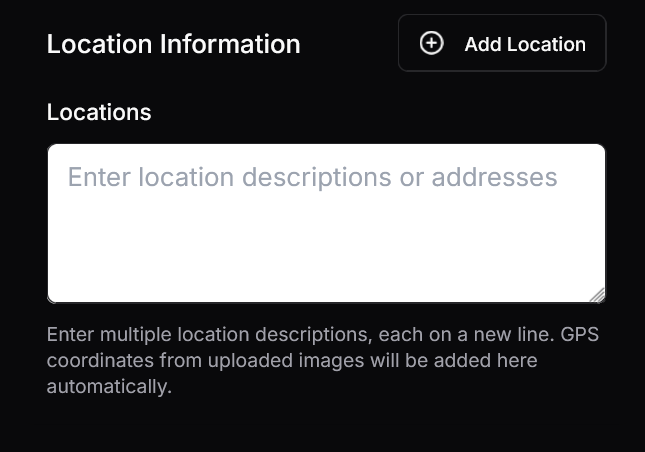 Location Information
Add Location
Locations
Enter location descriptions or addresses
Enter multiple location descriptions, each on a new line. GPS
coordinates from uploaded images will be added here
automatically.